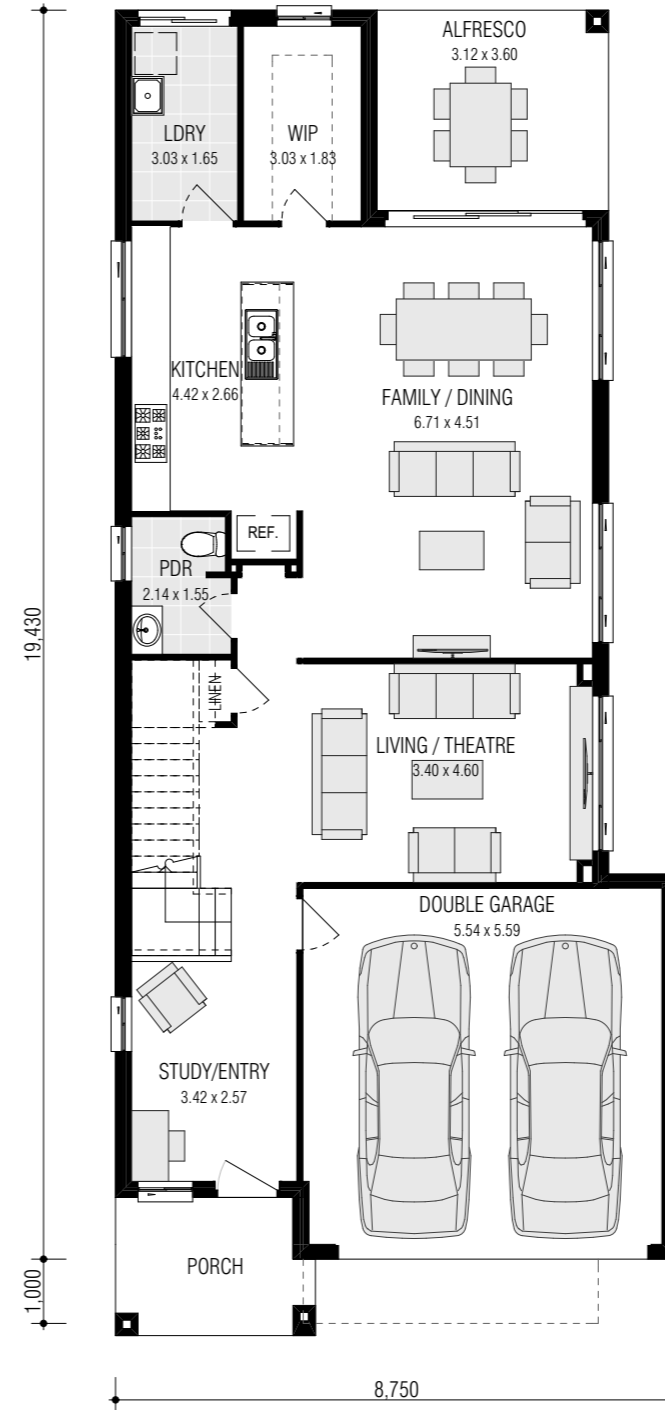 ALFRESCO
3.12 x 3.60
LDRY
3.03 x 1.65
WIP
3.03 x 1.83
KITCHEN
4.42 x 2.66
FAMILY / DINING
6.71 x 4.51
REF.
PDR
2.14 x 1.55
19,430
LINEN
LIVING / THEATRE
3.40 x 4.60
DOUBLE GARAGE
5.54 x 5.59
STUDY/ENTRY
3.42 x 2.57
PORCH
1,000
8,750